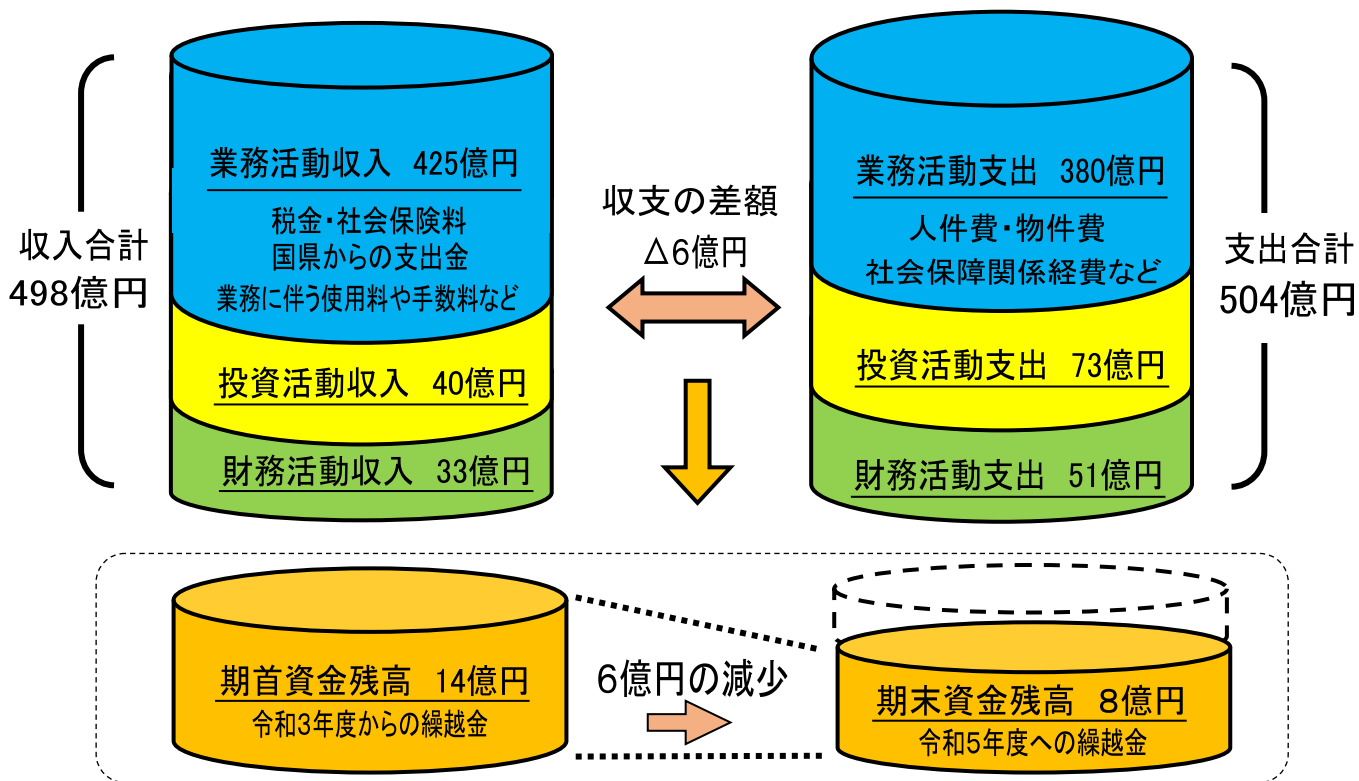 収入合計
498億円
業務活動収入 425億円
税金・社会保険料
国県からの支出金
業務に伴う使用料や手数料など
投資活動収入 40億円
財務活動収入 33億円
収支の差額
△6億円
業務活動支出 380億円
人件費・物件費
社会保障関係経費など
投資活動支出 73億円
財務活動支出 51億円
支出合計
504億円
期首資金残高 14億円
令和3年度からの繰越金
6億円の減少
期末資金残高 8億円
令和5年度への繰越金